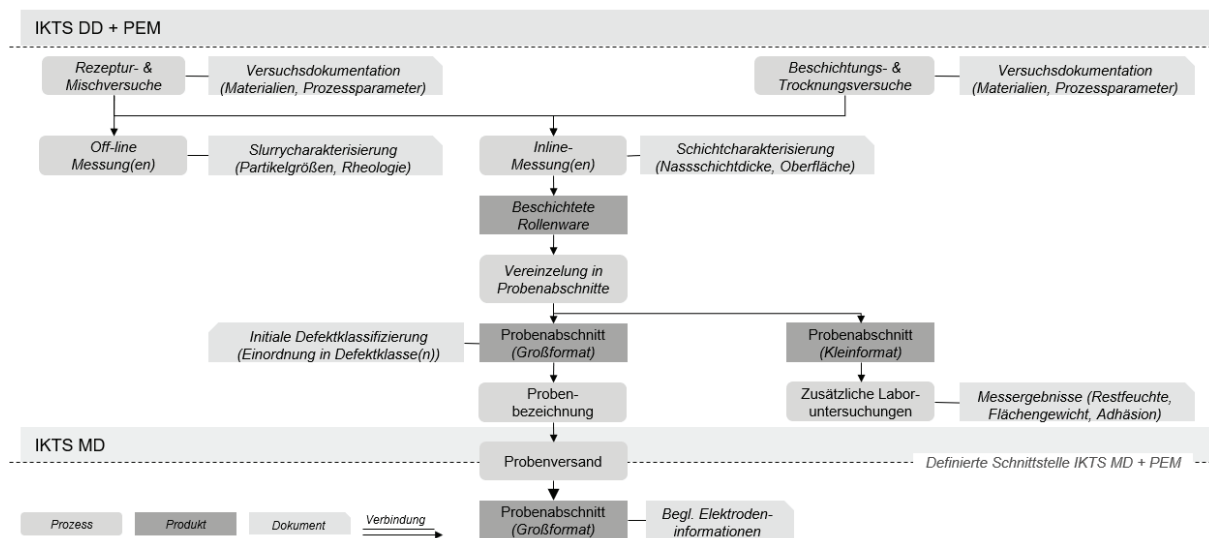 IKTS DD + PEM
Rezeptur- &
Mischversuche
Versuchsdokumentation
(Materialien, Prozessparameter)
Beschichtungs- &
Trocknungsversuche
Versuchsdokumentation
(Materialien, Prozessparameter)
Off-line
Messung(en)
Slurrycharakterisierung
(Partikelgrößen, Rheologie)
Inline-
Messung(en)
Schichtcharakterisierung
(Nassschichtdicke, Oberfläche)
Beschichtete
Rollenware
Vereinzelung in
Probenabschnitte
Initiale Defektklassifizierung
(Einordnung in Defektklasse(n))
Probenabschnitt
(Großformat)
Probenabschnitt
(Kleinformat)
Proben-
bezeichnung
Zusätzliche Labor-
untersuchungen
Messergebnisse (Restfeuchte,
Flächengewicht, Adhäsion)
IKTS MD
Probenversand
Definierte Schnittstelle IKTS MD + PEM
Prozess
Produkt
Dokument
Verbindung
Probenabschnitt
(Großformat)
Begl. Elektroden-
informationen